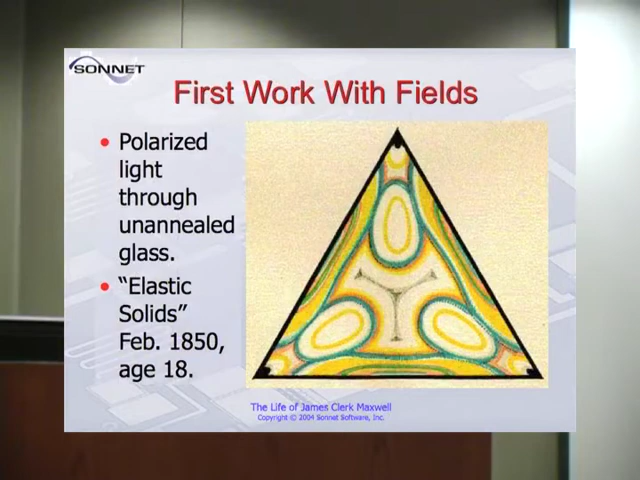 SONNET
First Work With Fields
• Polarized
light
through
unannealed
glass.
• “Elastic
Solids”
Feb. 1850,
age 18.
The Life of James Clerk Maxwell
Copyright © 2004 Sonnet Software, Inc.